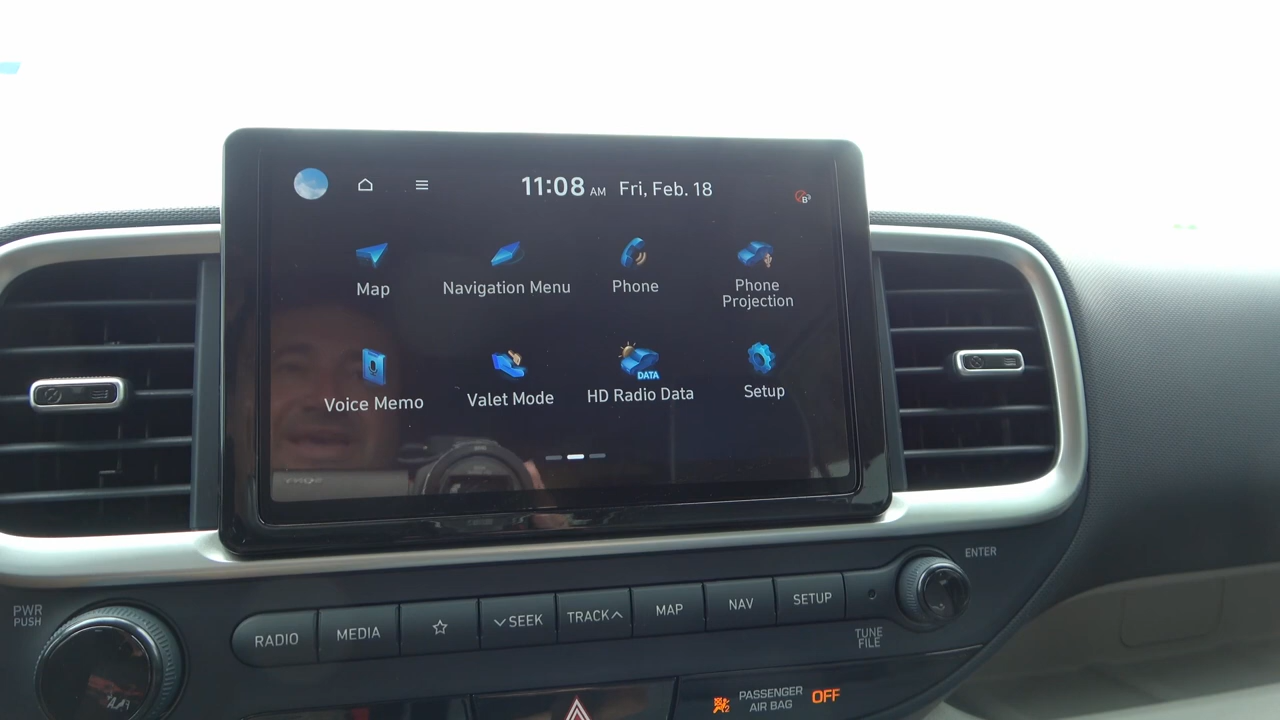 11:08 AM Fri, Feb. 18
B
Map
Navigation Menu
Phone
Phone
Projection
Voice Memo
Valet Mode
DATA
HD Radio Data
Setup
PWR
PUSH
RADIO
MEDIA
SEEK
TRACK
MAP
NAV
SETUP
ENTER
TUNE
FILE
PASSENGER
AIR BAG
OFF